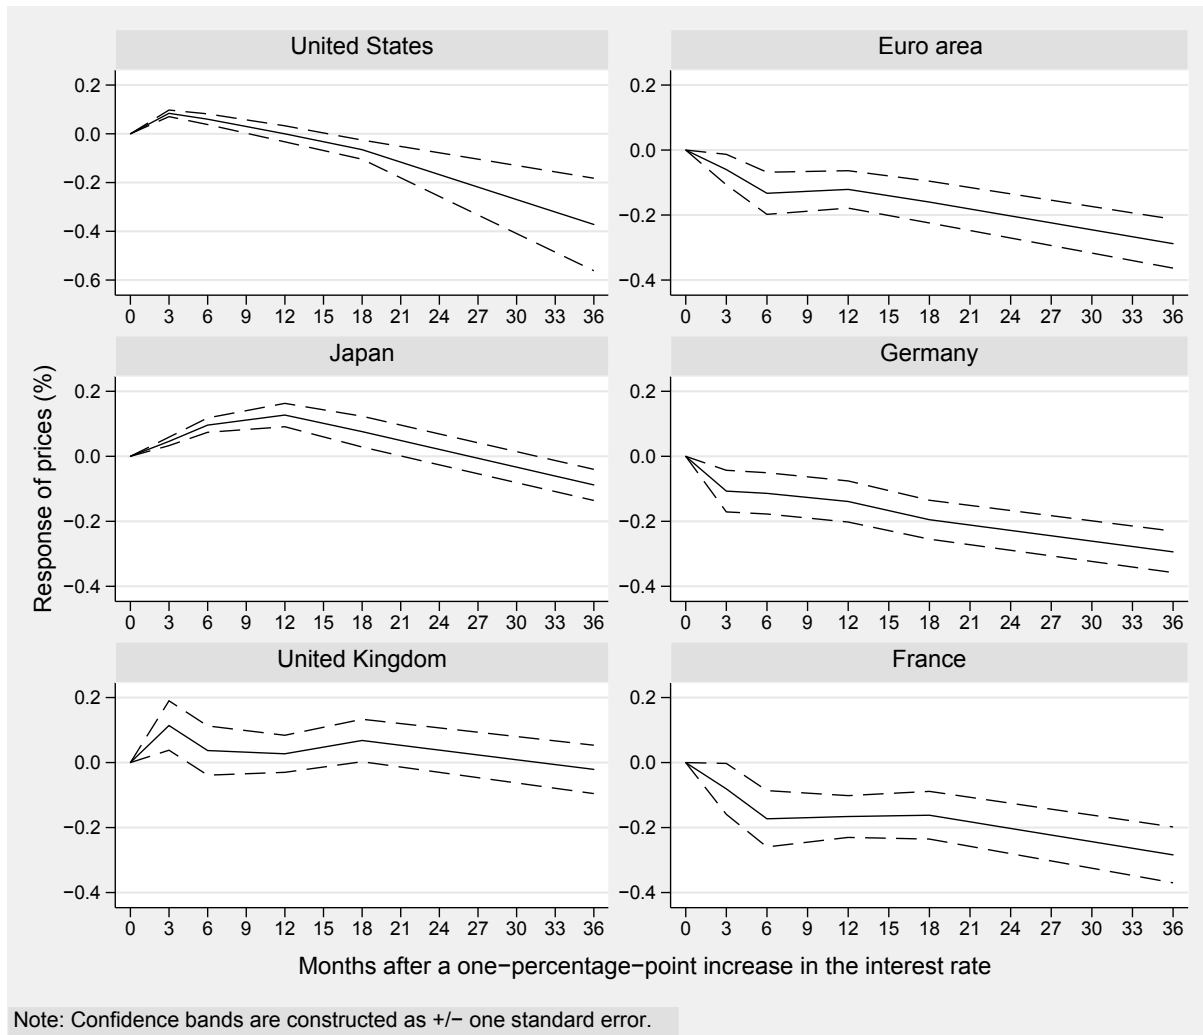 United States
0.2
0.0
−0.2
−0.4
−0.6
0 3 6 9 12 15 18 21 24 27 30 33 36
Euro area
0.2
0.0
−0.2
−0.4
0 3 6 9 12 15 18 21 24 27 30 33 36
Japan
0.2
0.0
−0.2
−0.4
0 3 6 9 12 15 18 21 24 27 30 33 36
Germany
0.2
0.0
−0.2
−0.4
0 3 6 9 12 15 18 21 24 27 30 33 36
United Kingdom
0.2
0.0
−0.2
−0.4
0 3 6 9 12 15 18 21 24 27 30 33 36
France
0.2
0.0
−0.2
−0.4
0 3 6 9 12 15 18 21 24 27 30 33 36
Response of prices (%)
Months after a one−percentage−point increase in the interest rate
Note: Confidence bands are constructed as +/− one standard error.